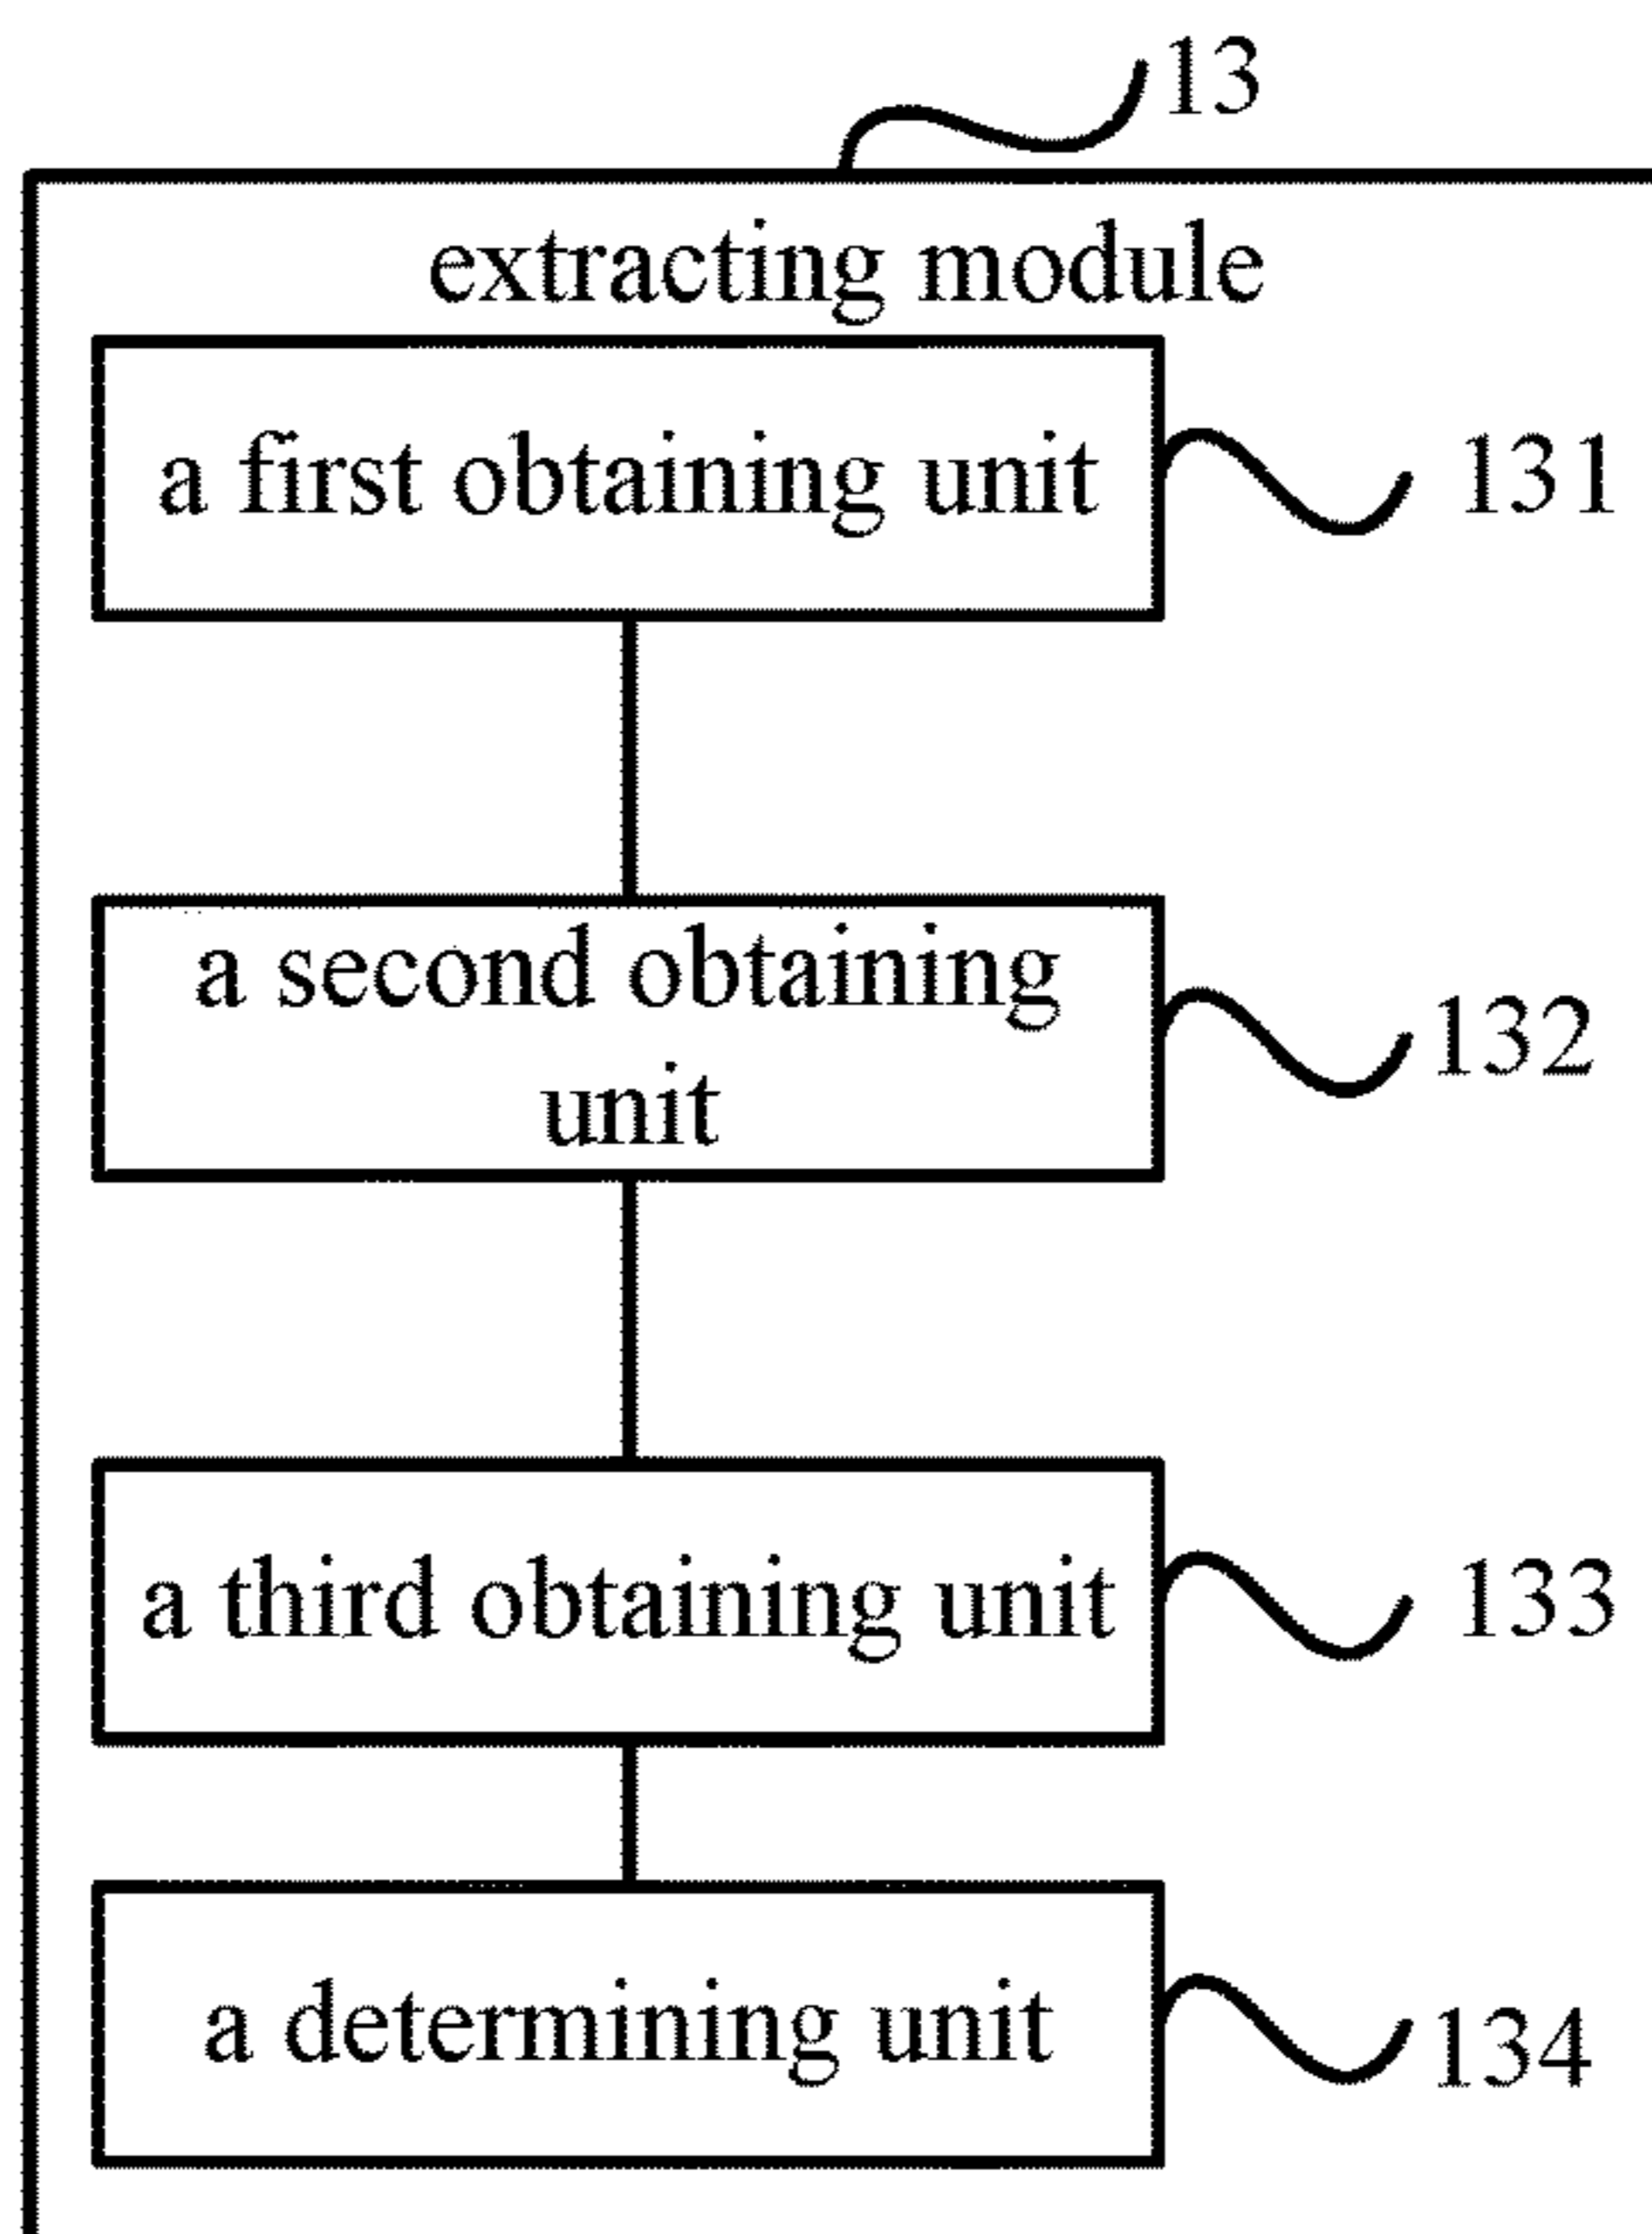 13
extracting module
a first obtaining unit
131
a second obtaining
unit
132
a third obtaining unit
133
a determining unit
134